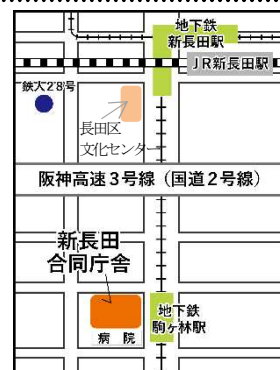 地下鉄
新長田駅
JR新長田駅
鉄人28号
長田区
文化センター
阪神高速3号線（国道2号線）
新長田
合同庁舎
地下鉄
駒ヶ林駅
病 院